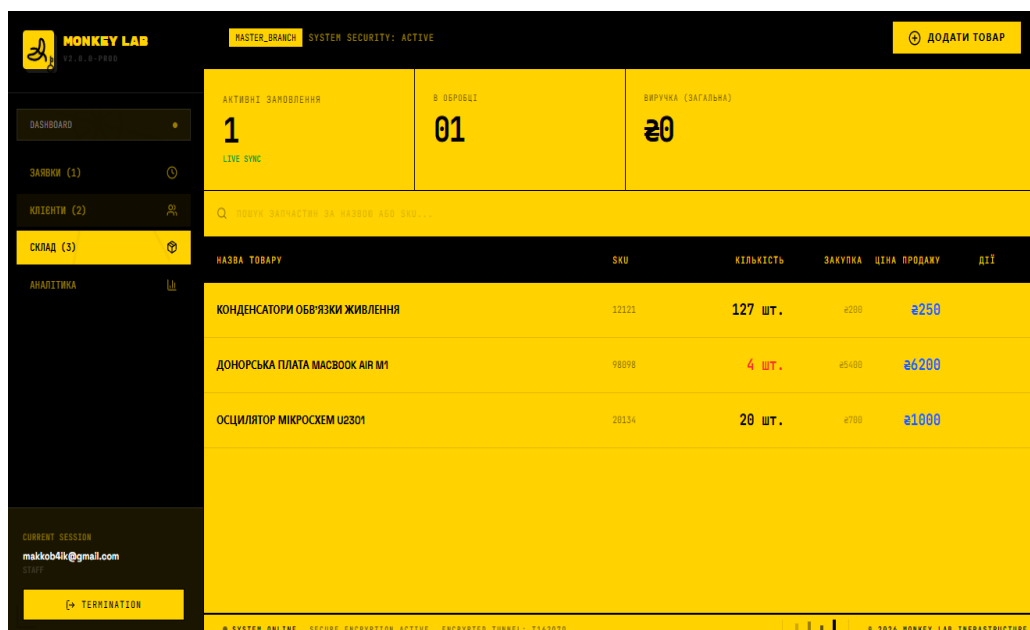 MONKEY LAB
V2.0.0-PROD
MASTER_BRANCH SYSTEM SECURITY: ACTIVE
ДОДАТИ ТОВАР
DASHBOARD
ЗАЯВКИ (1)
КЛІЄНТИ (2)
СКЛАД (3)
АНАЛІТИКА
CURRENT SESSION
makkob4ik@gmail.com
STAFF
TERMINATION
АКТИВНІ ЗАМОВЛЕННЯ
1
LIVE SYNC
В ОБРОБЦІ
01
ВИРУЧКА (ЗАГАЛЬНА)
₴0
ПОШУК ЗАПЧАСТИН ЗА НАЗВОЮ АБО SKU...
НАЗВА ТОВАРУ SKU КІЛЬКІСТЬ ЗАКУПКА ЦІНА ПРОДАЖУ ДІЇ
КОНДЕНСАТОРИ ОБВ'ЯЗКИ ЖИВЛЕННЯ 12121 127 шт. ₴200 ₴250
ДОНОРСЬКА ПЛАТА MACBOOK AIR M1 98098 4 шт. ₴5400 ₴6200
ОСЦИЛЯТОР МІКРОСХЕМ U2301 20134 20 шт. ₴700 ₴1000
SYSTEM ONLINE SECURE ENCRYPTION ACTIVE ENCRYPTED TUNNEL: © 2026 MONKEY LAB INFRASTRUCTURE